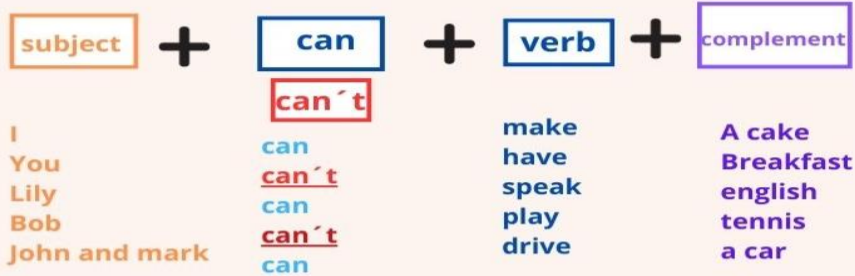 subject + can + verb + complement
can´t
I can make A cake
You can´t have Breakfast
Lily can speak english
Bob can´t play tennis
John and mark can drive a car